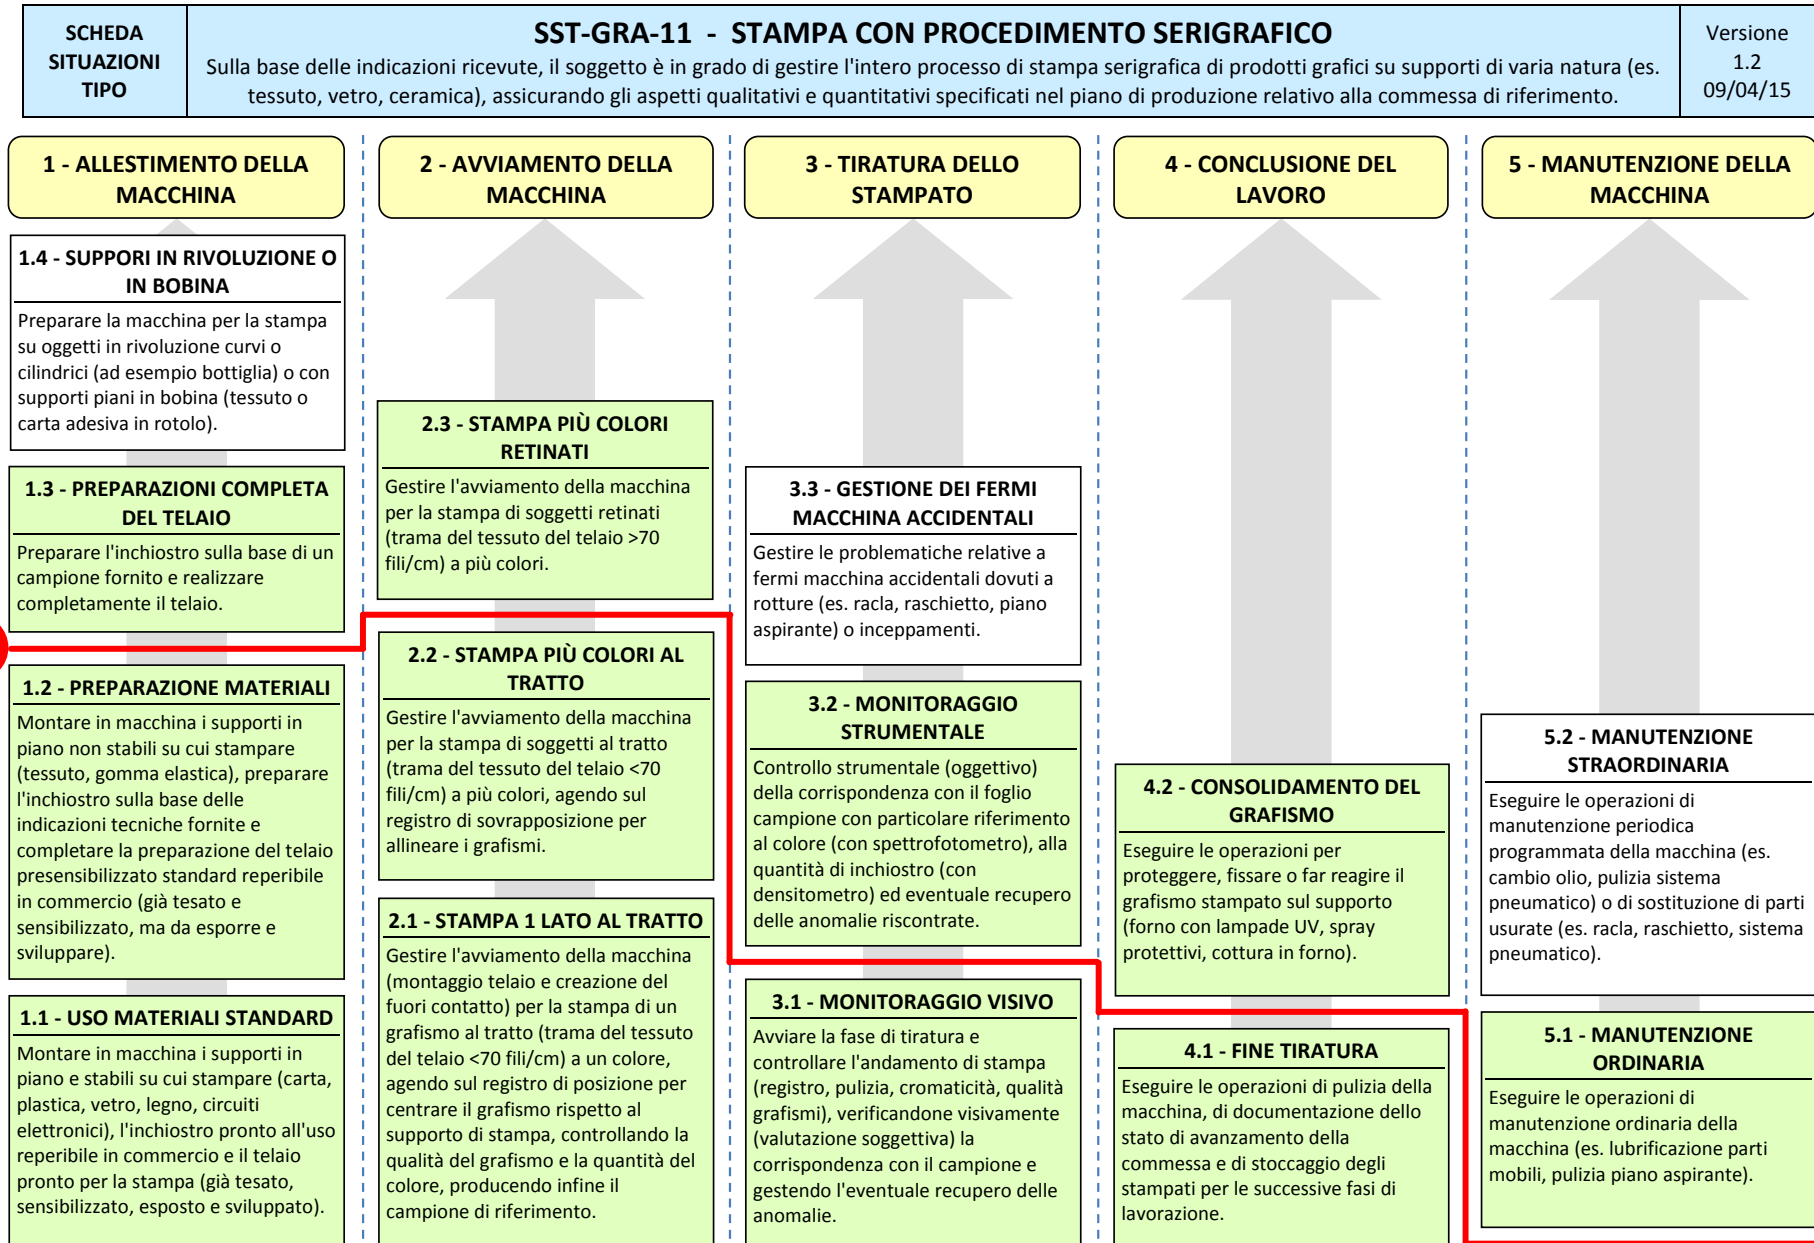 SCHEDA
SITUAZIONI
TIPO
SST-GRA-11 - STAMPA CON PROCEDIMENTO SERIGRAFICO
Sulla base delle indicazioni ricevute, il soggetto è in grado di gestire l'intero processo di stampa serigrafica di prodotti grafici su supporti di varia natura (es.
tessuto, vetro, ceramica), assicurando gli aspetti qualitativi e quantitativi specificati nel piano di produzione relativo alla commessa di riferimento.
Versione
1.2
09/04/15
1 - ALLESTIMENTO DELLA
MACCHINA
1.4 - SUPPORI IN RIVOLUZIONE O
IN BOBINA
Preparare la macchina per la stampa
su oggetti in rivoluzione curvi o
cilindrici (ad esempio bottiglia) o con
supporti piani in bobina (tessuto o
carta adesiva in rotolo).
1.3 - PREPARAZIONI COMPLETA
DEL TELAIO
Preparare l'inchiostro sulla base di un
campione fornito e realizzare
completamente il telaio.
1.2 - PREPARAZIONE MATERIALI
Montare in macchina i supporti in
piano non stabili su cui stampare
(tessuto, gomma elastica), preparare
l'inchiostro sulla base delle
indicazioni tecniche fornite e
completare la preparazione del telaio
presensibilizzato standard reperibile
in commercio (già tesato e
sensibilizzato, ma da esporre e
sviluppare).
1.1 - USO MATERIALI STANDARD
Montare in macchina i supporti in
piano e stabili su cui stampare (carta,
plastica, vetro, legno, circuiti
elettronici), l'inchiostro pronto all'uso
reperibile in commercio e il telaio
pronto per la stampa (già tesato,
sensibilizzato, esposto e sviluppato).
2 - AVVIAMENTO DELLA
MACCHINA
2.3 - STAMPA PIÙ COLORI
RETINATI
Gestire l'avviamento della macchina
per la stampa di soggetti retinati
(trama del tessuto del telaio >70
fili/cm) a più colori.
2.2 - STAMPA PIÙ COLORI AL
TRATTO
Gestire l'avviamento della macchina
per la stampa di soggetti al tratto
(trama del tessuto del telaio <70
fili/cm) a più colori, agendo sul
registro di sovrapposizione per
allineare i grafismi.
2.1 - STAMPA 1 LATO AL TRATTO
Gestire l'avviamento della macchina
(montaggio telaio e creazione del
fuori contatto) per la stampa di un
grafismo al tratto (trama del tessuto
del telaio <70 fili/cm) a un colore,
agendo sul registro di posizione per
centrare il grafismo rispetto al
supporto di stampa, controllando la
qualità del grafismo e la quantità del
colore, producendo infine il
campione di riferimento.
3 - TIRATURA DELLO
STAMPATO
3.3 - GESTIONE DEI FERMI
MACCHINA ACCIDENTALI
Gestire le problematiche relative a
fermi macchina accidentali dovuti a
rotture (es. racla, raschietto, piano
aspirante) o inceppamenti.
3.2 - MONITORAGGIO
STRUMENTALE
Controllo strumentale (oggettivo)
della corrispondenza con il foglio
campione con particolare riferimento
al colore (con spettrofotometro), alla
quantità di inchiostro (con
densitometro) ed eventuale recupero
delle anomalie riscontrate.
3.1 - MONITORAGGIO VISIVO
Avviare la fase di tiratura e
controllare l'andamento di stampa
(registro, pulizia, cromaticità, qualità
grafismi), verificandone visivamente
(valutazione soggettiva) la
corrispondenza con il campione e
gestendo l'eventuale recupero delle
anomalie.
4 - CONCLUSIONE DEL
LAVORO
4.2 - CONSOLIDAMENTO DEL
GRAFISMO
Eseguire le operazioni per
proteggere, fissare o far reagire il
grafismo stampato sul supporto
(forno con lampade UV, spray
protettivi, cottura in forno).
4.1 - FINE TIRATURA
Eseguire le operazioni di pulizia della
macchina, di documentazione dello
stato di avanzamento della
commessa e di stoccaggio degli
stampati per le successive fasi di
lavorazione.
5 - MANUTENZIONE DELLA
MACCHINA
5.2 - MANUTENZIONE
STRAORDINARIA
Eseguire le operazioni di
manutenzione periodica
programmata della macchina (es.
cambio olio, pulizia sistema
pneumatico) o di sostituzione di parti
usurate (es. racla, raschietto, sistema
pneumatico).
5.1 - MANUTENZIONE
ORDINARIA
Eseguire le operazioni di
manutenzione ordinaria della
macchina (es. lubrificazione parti
mobili, pulizia piano aspirante).